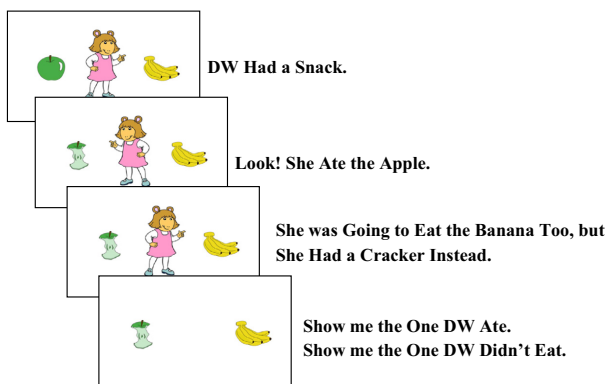 DW Had a Snack.
Look! She Ate the Apple.
She was Going to Eat the Banana Too, but
She Had a Cracker Instead.
Show me the One DW Ate.
Show me the One DW Didn't Eat.